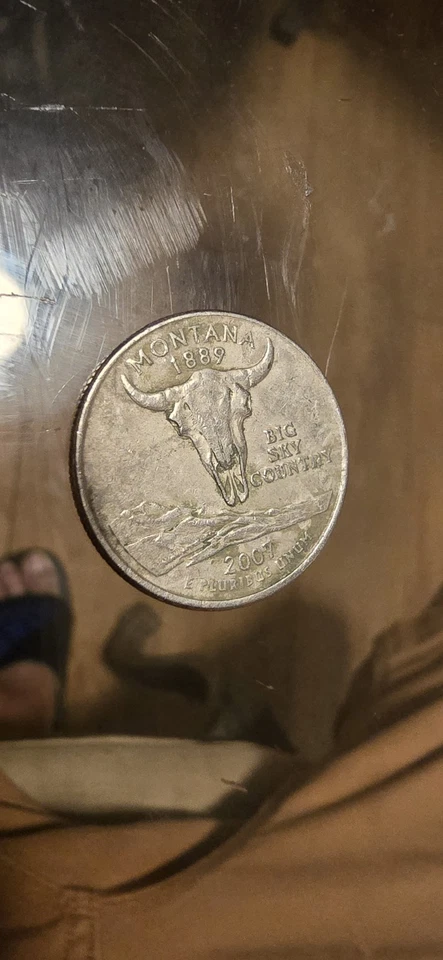 MONTANA
1889
BIG
SKY
COUNTRY
2007
E PLURIBUS UNUM